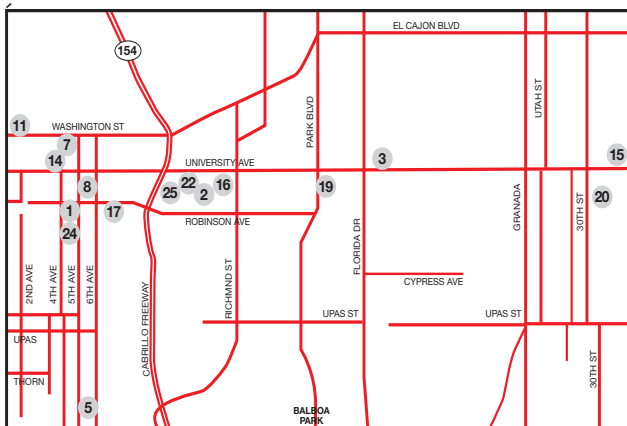 EL CAJON BLVD
154
11
WASHINGTON ST
7
14
UNIVERSITY AVE
PARK BLVD
3
UTAH ST
15
8
25
22
2
16
19
20
1
17
24
ROBINSON AVE
GRANADA
30TH ST
2ND AVE
4TH AVE
5TH AVE
6TH AVE
CABRILLO FREEWAY
RICHMND ST
FLORIDA DR
CYPRESS AVE
UPAS ST
UPAS ST
UPAS
THORN
30TH ST
5
BALBOA
PARK